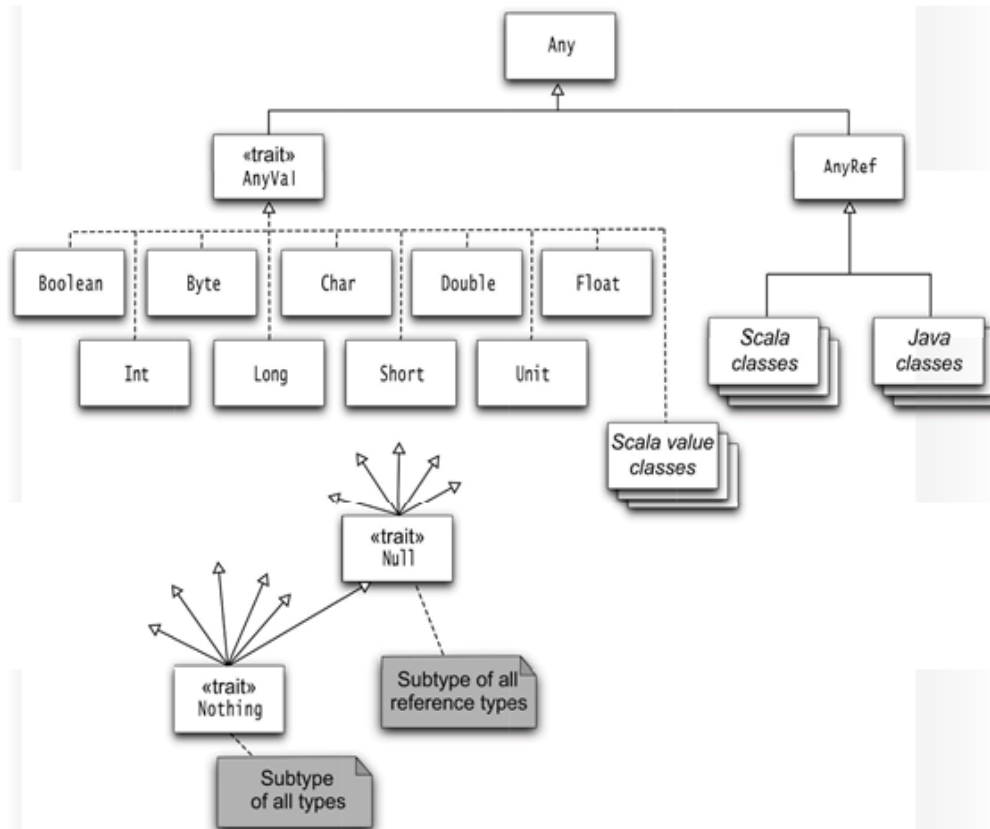 Any
«trait»
AnyVal
AnyRef
Boolean
Byte
Char
Double
Float
Int
Long
Short
Unit
Scala
classes
Java
classes
Scala value
classes
«trait»
Null
«trait»
Nothing
Subtype of all
reference types
Subtype
of all types